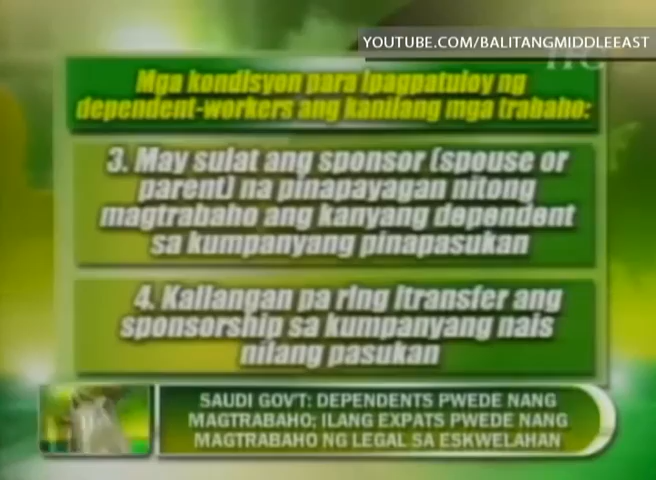 YOUTUBE.COM/BALITANGMIDDLEEAST
Mga kondisyon para ipagpatuloy ng
dependent-workers ang kanilang mga trabaho:
3. May sulat ang sponsor (spouse or
parent) na pinapayagan nitong
magtrabaho ang kanyang dependent
sa kumpanyang pinapasukan
4. Kailangan pa ring itransfer ang
sponsorship sa kumpanyang nais
nilang pasukan
SAUDI GOV'T: DEPENDENTS PWEDE NANG
MAGTRABAHO; ILANG EXPATS PWEDE NANG
MAGTRABAHO NG LEGAL SA ESKWELAHAN